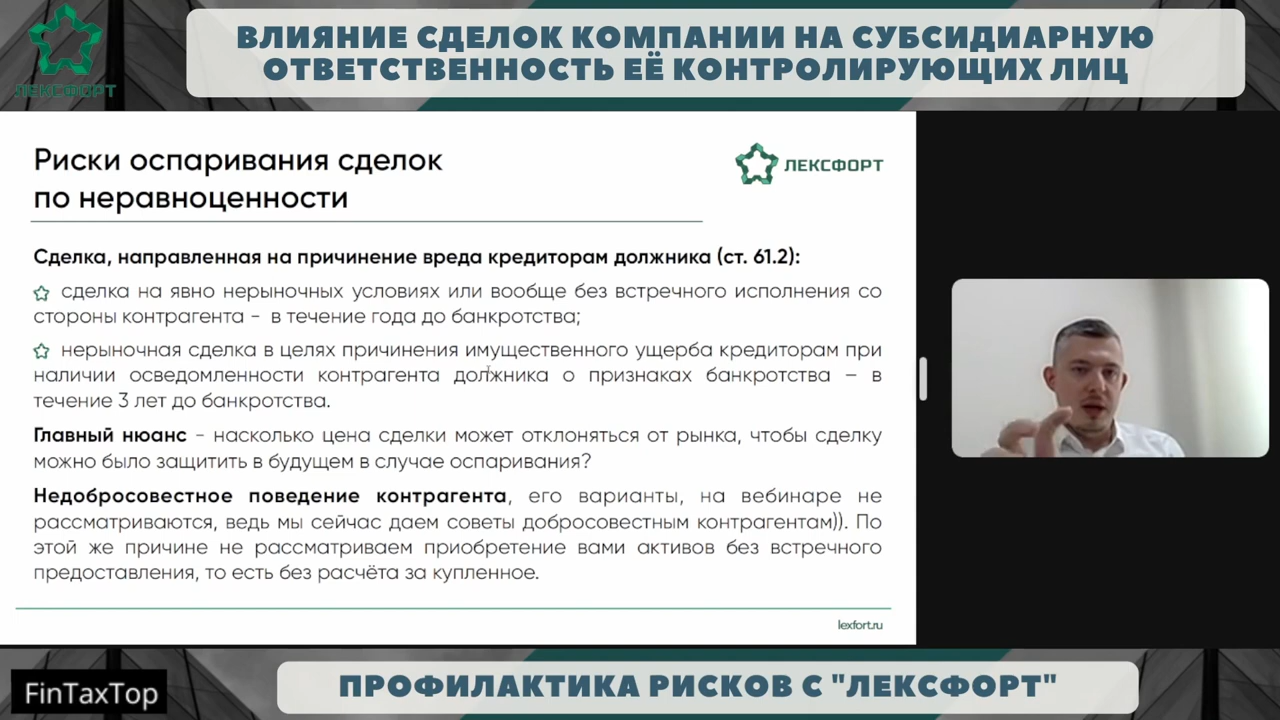 ВЛИЯНИЕ СДЕЛОК КОМПАНИИ НА СУБСИДИАРНУЮ
ОТВЕТСТВЕННОСТЬ ЕЁ КОНТРОЛИРУЮЩИХ ЛИЦ
ЛЕКСФОРТ
Риски оспаривания сделок
по неравноценности
ЛЕКСФОРТ
Сделка, направленная на причинение вреда кредиторам должника (ст. 61.2):
сделка на явно нерыночных условиях или вообще без встречного исполнения со
стороны контрагента - в течение года до банкротства;
нерыночная сделка в целях причинения имущественного ущерба кредиторам при
наличии осведомленности контрагента должника о признаках банкротства – в
течение 3 лет до банкротства.
Главный нюанс - насколько цена сделки может отклоняться от рынка, чтобы сделку
можно было защитить в будущем в случае оспаривания?
Недобросовестное поведение контрагента, его варианты, на вебинаре не
рассматриваются, ведь мы сейчас даем советы добросовестным контрагентам)). По
этой же причине не рассматриваем приобретение вами активов без встречного
предоставления, то есть без расчёта за купленное.
lexfort.ru
FinTaxTop
ПРОФИЛАКТИКА РИСКОВ С "ЛЕКСФОРТ"